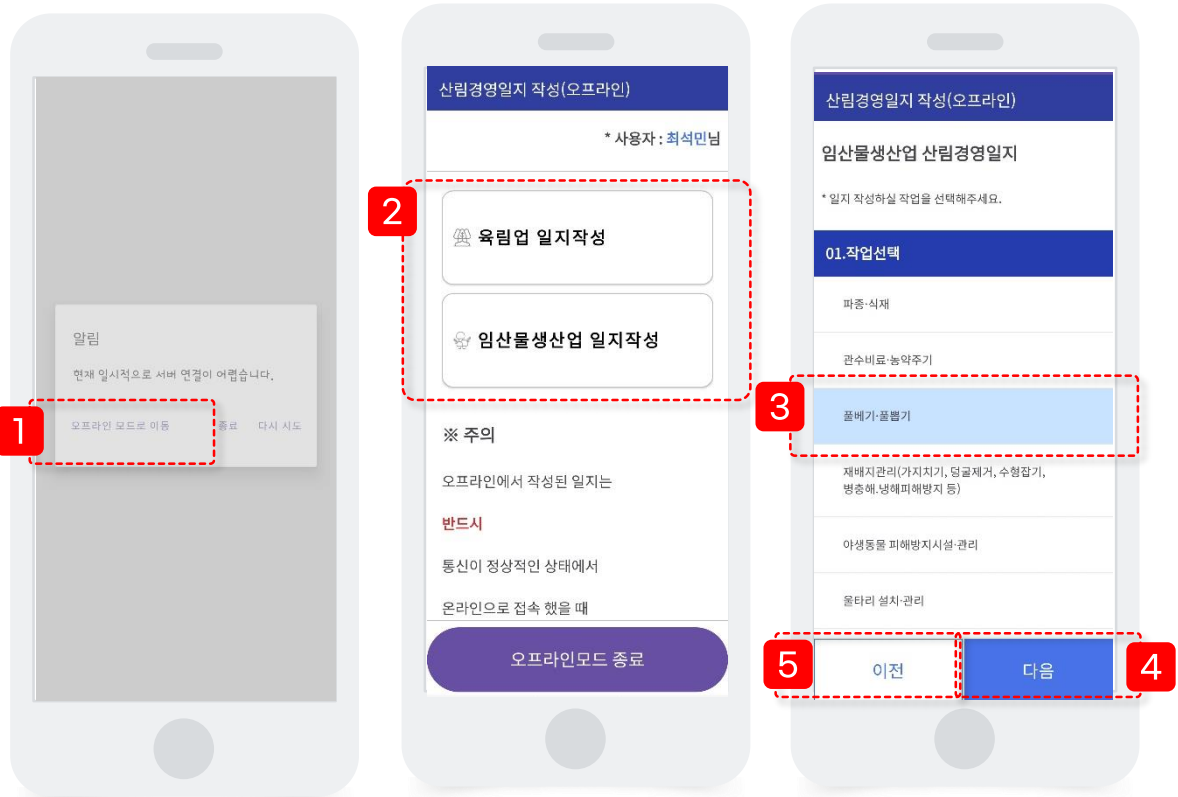 알림
현재 일시적으로 서버 연결이 어렵습니다.
1
오프라인 모드로 이동 종료 다시 시도
산림경영일지 작성(오프라인)
* 사용자 : 최석민님
2
육림업 일지작성
임산물생산업 일지작성
※ 주의
오프라인에서 작성된 일지는
반드시
통신이 정상적인 상태에서
온라인으로 접속 했을 때
오프라인모드 종료
산림경영일지 작성(오프라인)
임산물생산업 산림경영일지
* 일지 작성하실 작업을 선택해주세요.
01.작업선택
파종·식재
관수비료·농약주기
3
풀베기·풀뽑기
재배지관리(가지치기, 덩굴제거, 수형잡기,
병충해.냉해피해방지 등)
야생동물 피해방지시설·관리
울타리 설치·관리
5
이전
다음
4